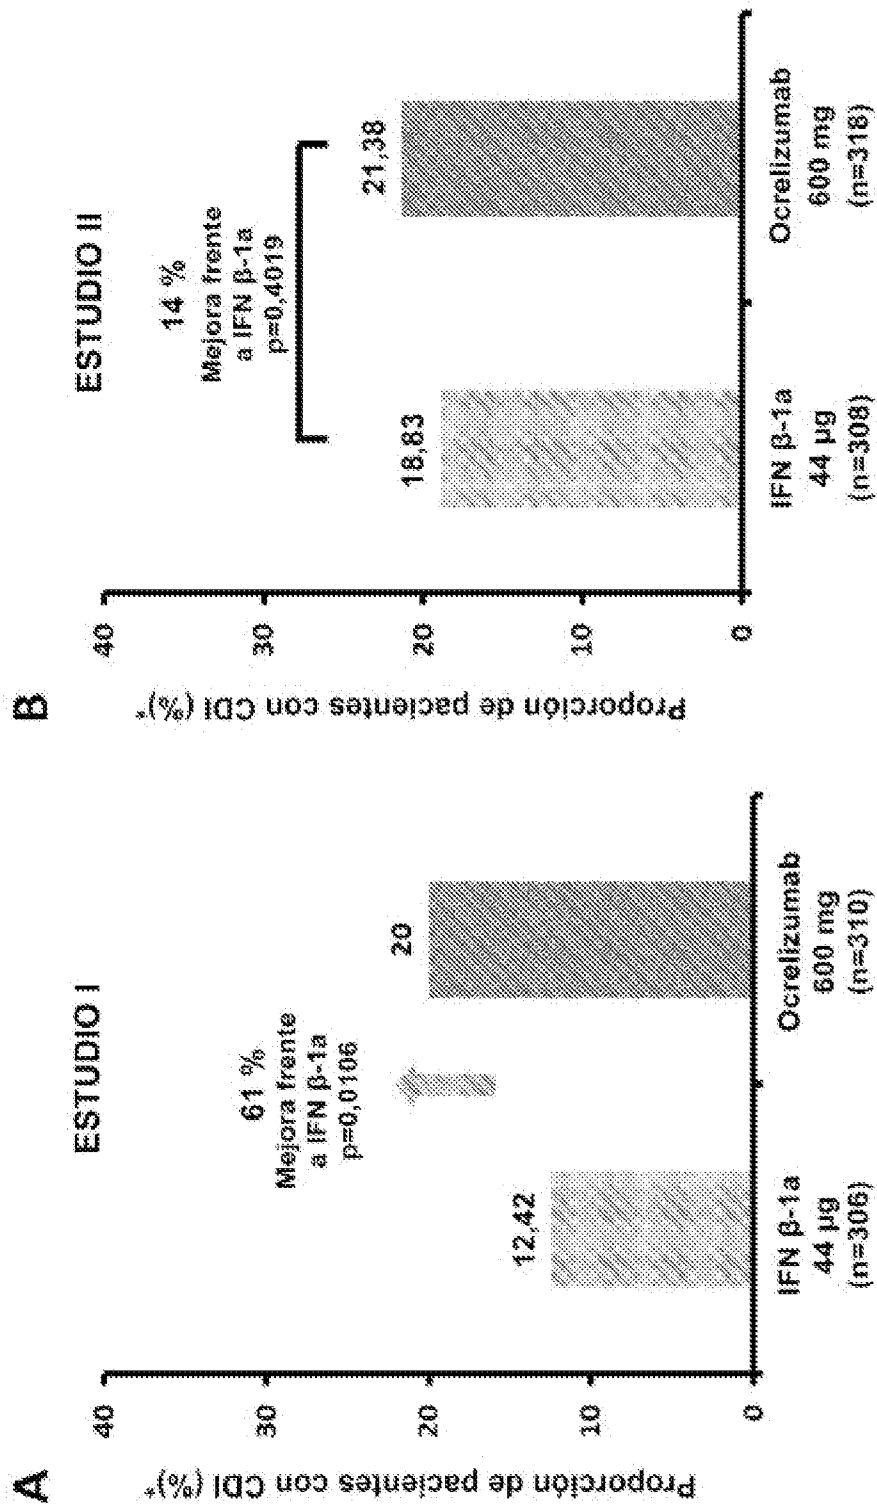 A
ESTUDIO I
Proporción de pacientes con CDI (%)*
40
30
20
10
0
61 %
Mejora frente
a IFN β-1a
p=0,0106
12,42
20
IFN β-1a
44 µg
(n=306)
Ocrelizumab
600 mg
(n=310)
B
ESTUDIO II
Proporción de pacientes con CDI (%)*
40
30
20
10
0
14 %
Mejora frente
a IFN β-1a
p=0,4019
18,83
21,38
IFN β-1a
44 µg
(n=308)
Ocrelizumab
600 mg
(n=318)